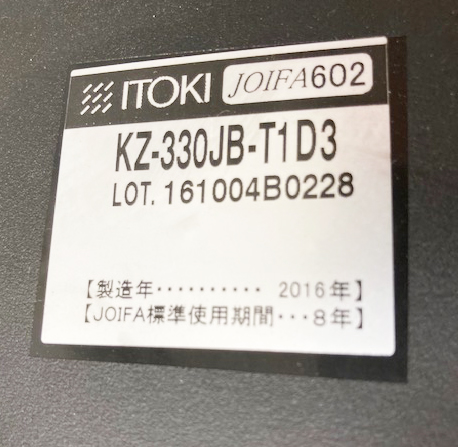 ITOKI JOIFA602
KZ-330JB-T1D3
LOT. 161004B0228
【製造年·········· 2016年】
【JOIFA標準使用期間···8年】